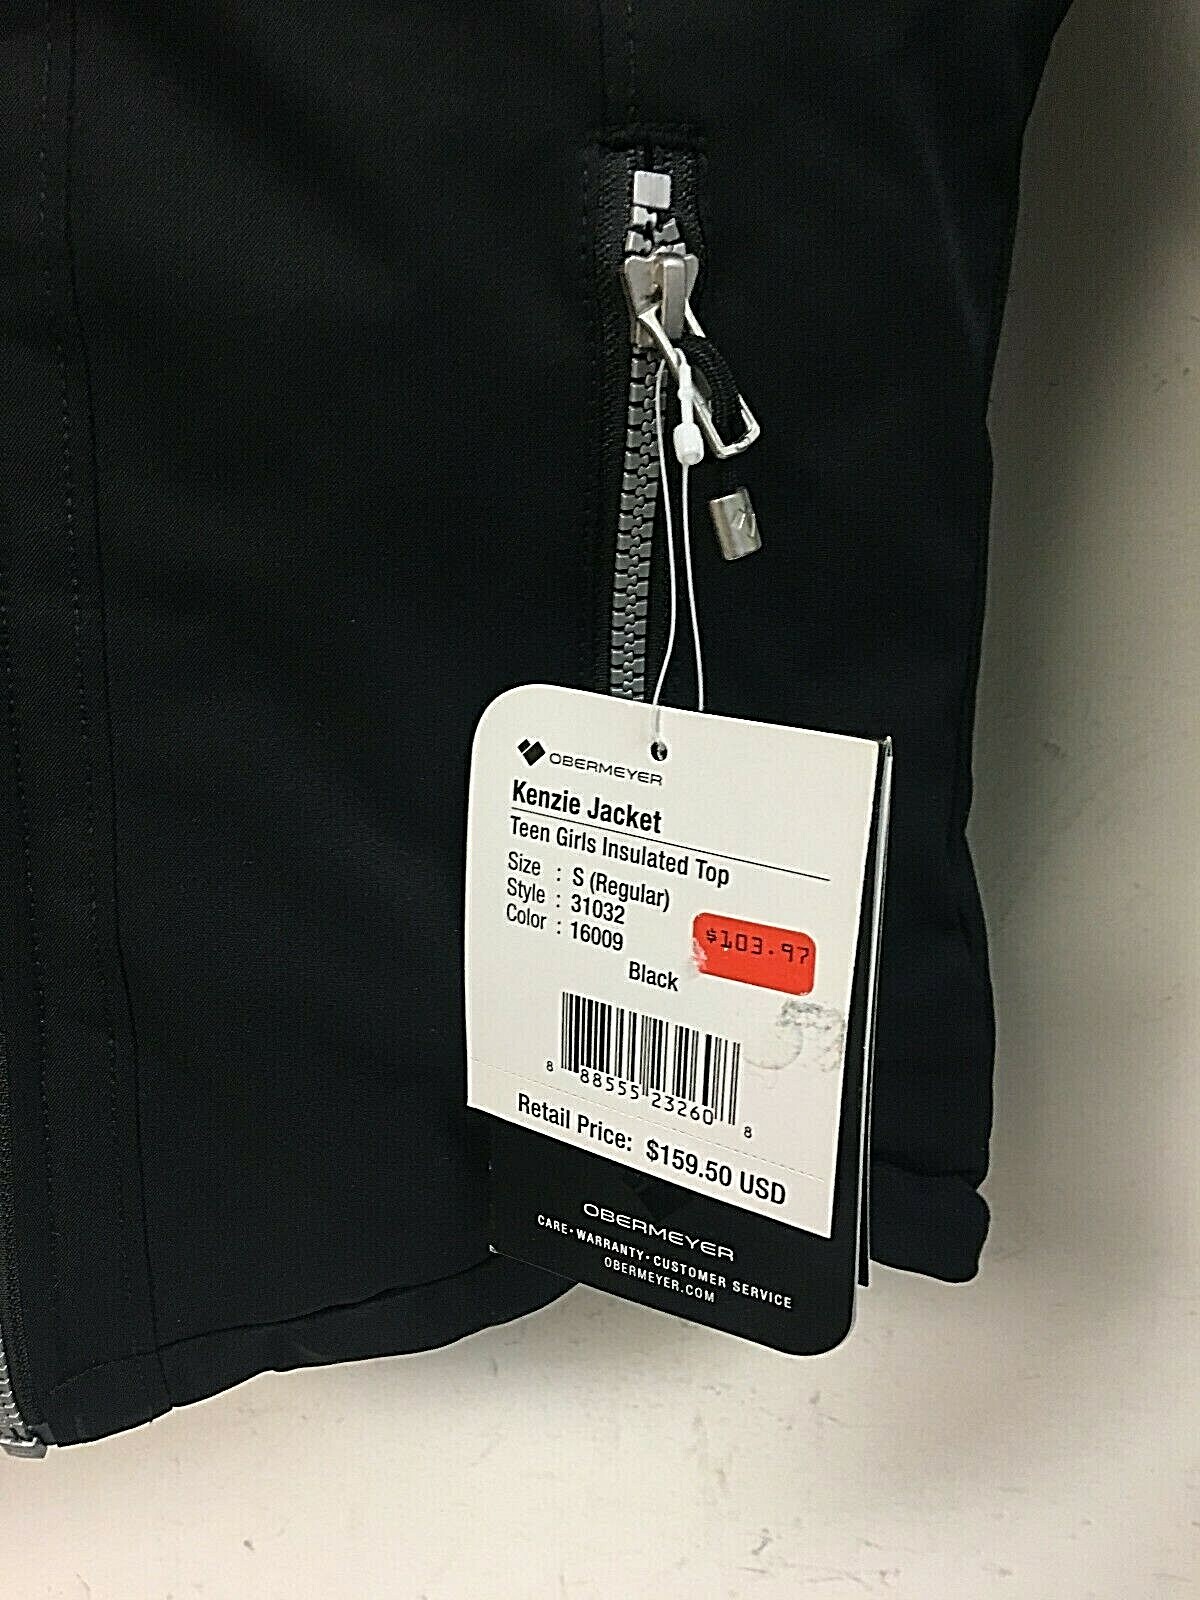 OBERMEYER
Kenzie Jacket
Teen Girls Insulated Top
Size : S (Regular)
Style : 31032
Color : 16009
$103.97
Black
8 88555 23260 8
Retail Price: $159.50 USD
OBERMEYER
CARE • WARRANTY • CUSTOMER SERVICE
OBERMEYER.COM